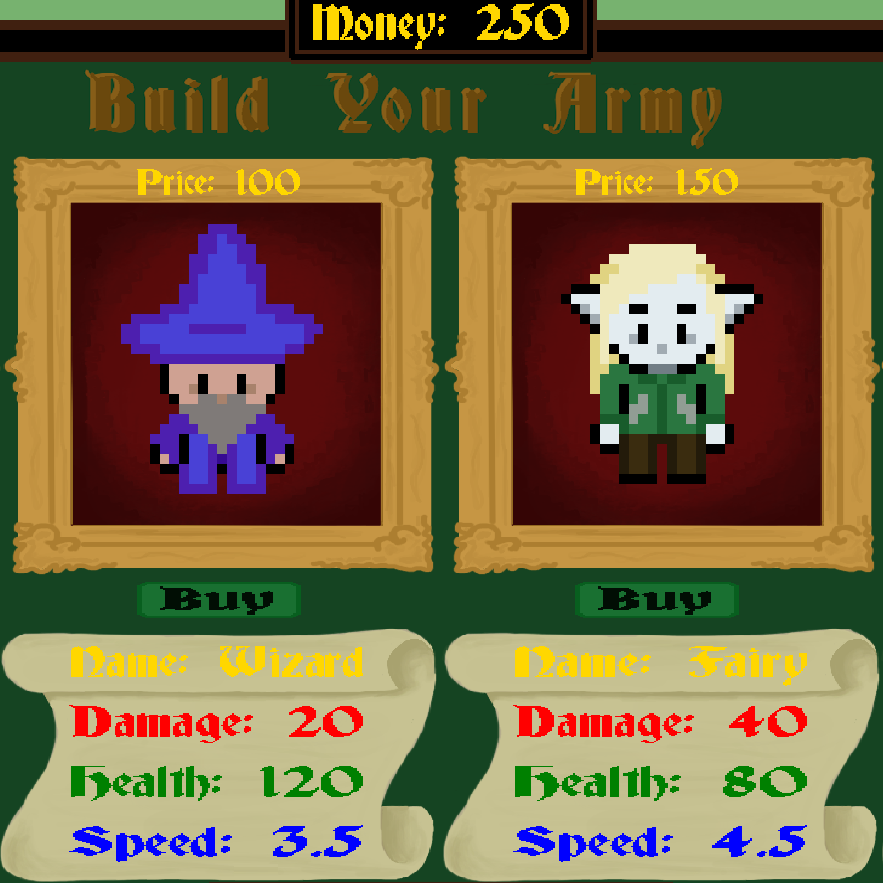 Money: 250
Build Your Army
Price: 100
Price: 150
Buy
Buy
Name: Wizard
Damage: 20
Health: 120
Speed: 3.5
Name: Fairy
Damage: 40
Health: 80
Speed: 4.5